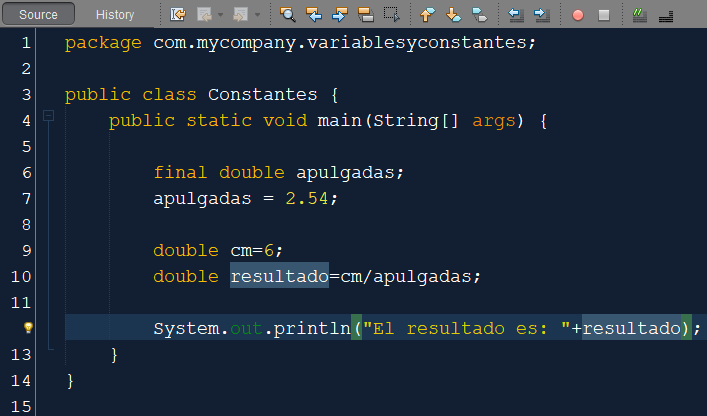 Source History
1 package com.mycompany.variablesyconstantes;
2
3 public class Constantes {
4 public static void main(String[] args) {
5
6 final double apulgadas;
7 apulgadas = 2.54;
8
9 double cm=6;
10 double resultado=cm/apulgadas;
11
System.out.println("El resultado es: "+resultado);
13 }
14 }
15